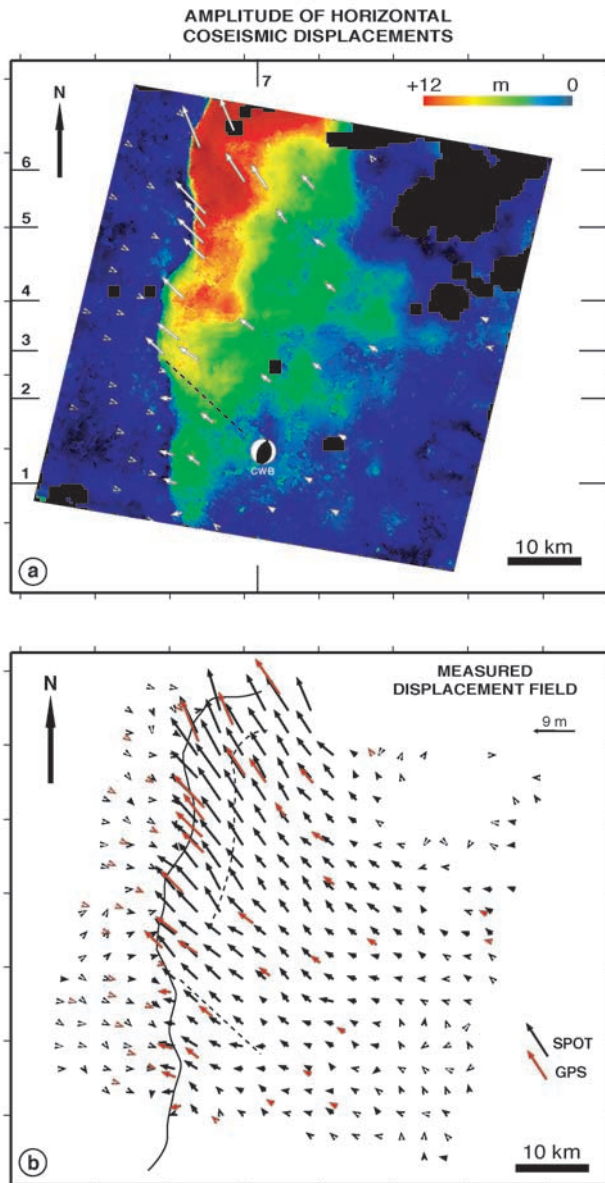 AMPLITUDE OF HORIZONTAL
COSEISMIC DISPLACEMENTS
7
N
+12 m 0
6
5
4
3
2
1
CWB
10 km
a
N
MEASURED
DISPLACEMENT FIELD
9 m
SPOT
GPS
10 km
b